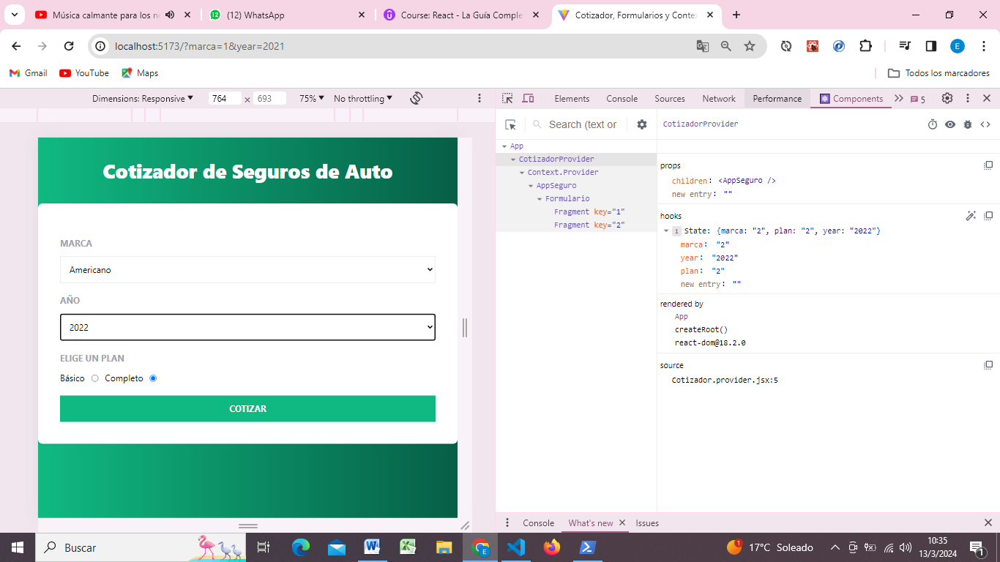 Música calmante para los ne
(12) WhatsApp
Course: React - La Guía Comple
Cotizador, Formularios y Conte
localhost:5173/?marca=1&year=2021
E
Gmail
YouTube
Maps
Todos los marcadores
Dimensions: Responsive
764
×
693
75%
No throttling
Elements
Console
Sources
Network
Performance
Components
5
Search (text or
CotizadorProvider
App
CotizadorProvider
Context.Provider
AppSeguro
Formulario
Fragment key="1"
Fragment key="2"
props
children: <AppSeguro />
new entry: ""
hooks
1 State: {marca: "2", plan: "2", year: "2022"}
marca: "2"
year: "2022"
plan: "2"
new entry: ""
rendered by
App
createRoot()
react-dom@18.2.0
source
Cotizador.provider.jsx:5
Cotizador de Seguros de Auto
MARCA
Americano
AÑO
2022
ELIGE UN PLAN
Básico
Completo
COTIZAR
Console
What's new
Issues
Buscar
17°C Soleado
10:35
13/3/2024